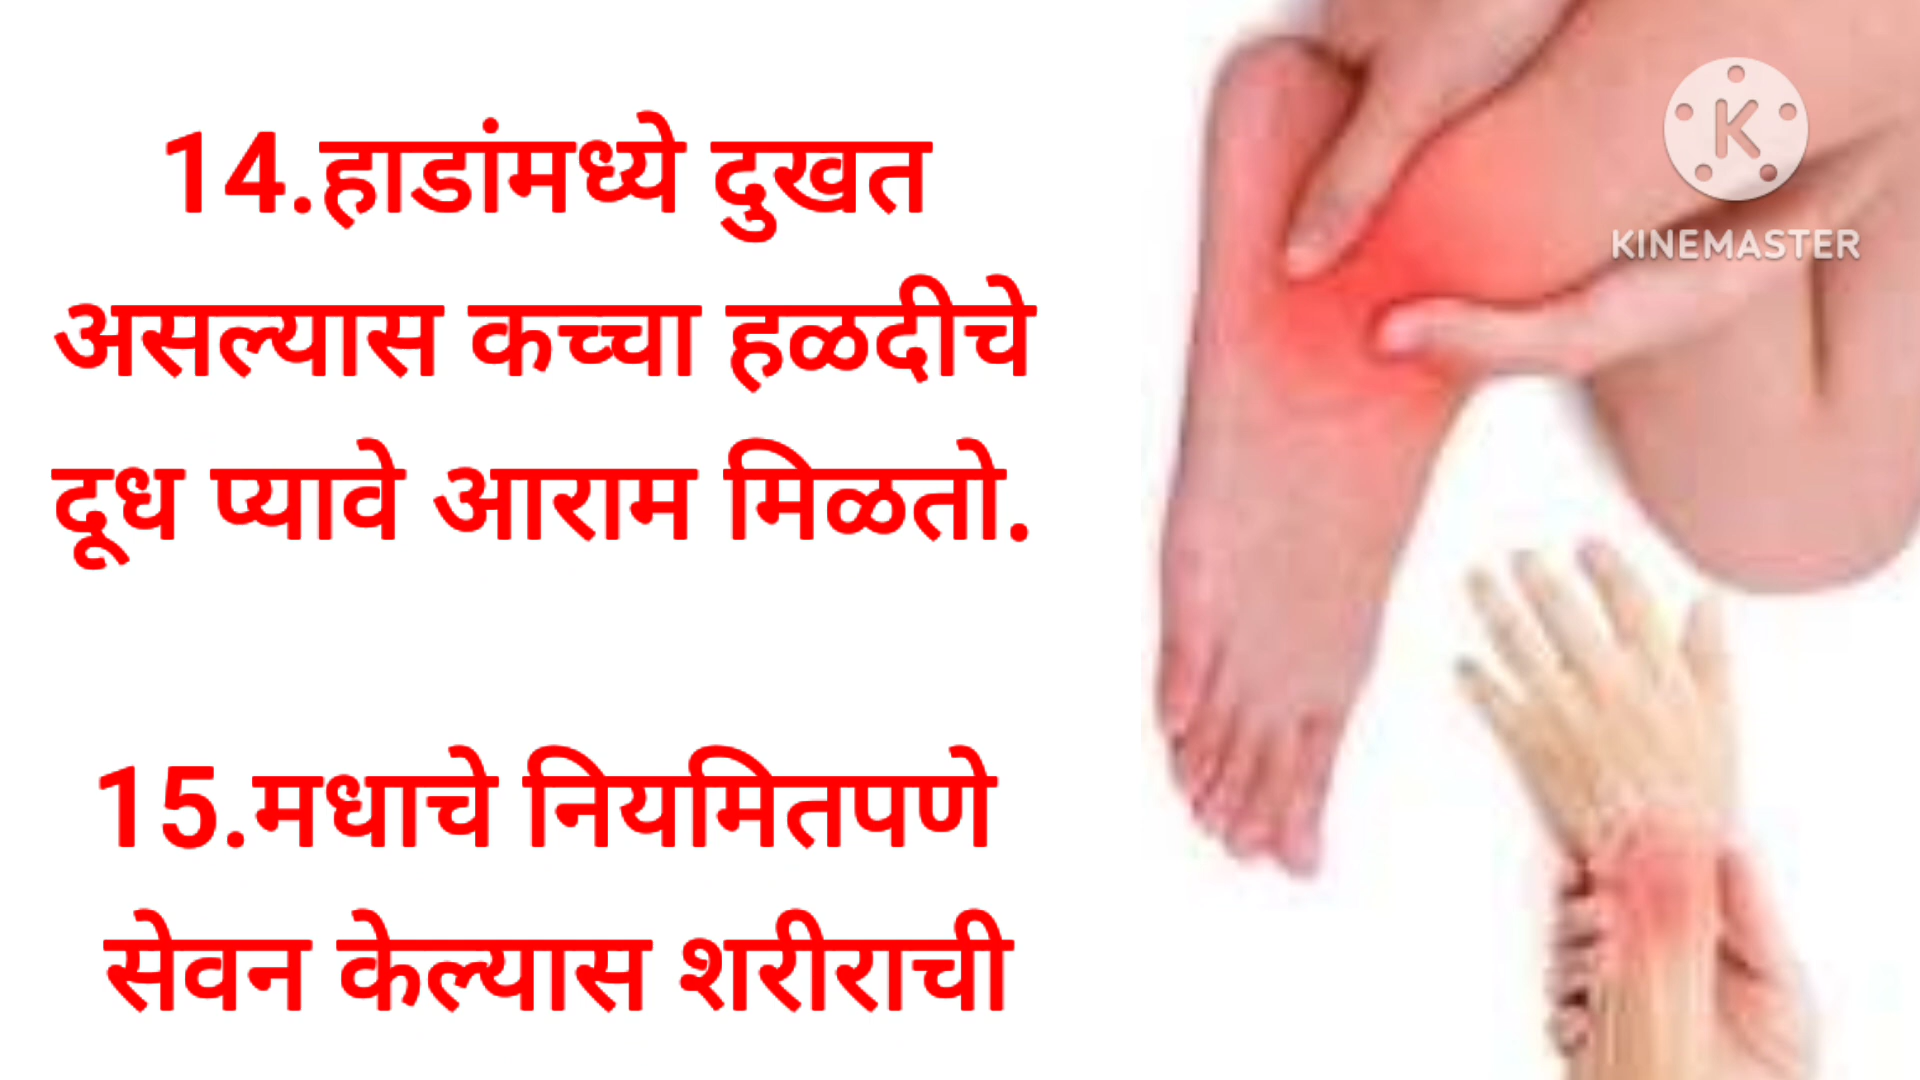 14.हाडांमध्ये दुखत
असल्यास कच्चा हळदीचे
दूध प्यावे आराम मिळतो.
15.मधाचे नियमितपणे
सेवन केल्यास शरीराची
K
KINEMASTER